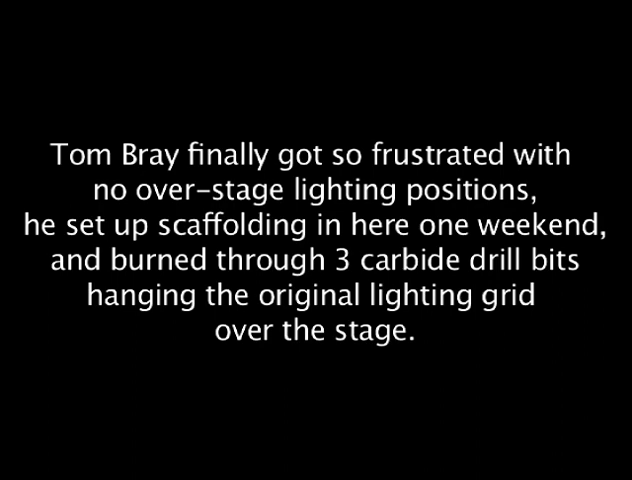 Tom Bray finally got so frustrated with
no over-stage lighting positions,
he set up scaffolding in here one weekend,
and burned through 3 carbide drill bits
hanging the original lighting grid
over the stage.